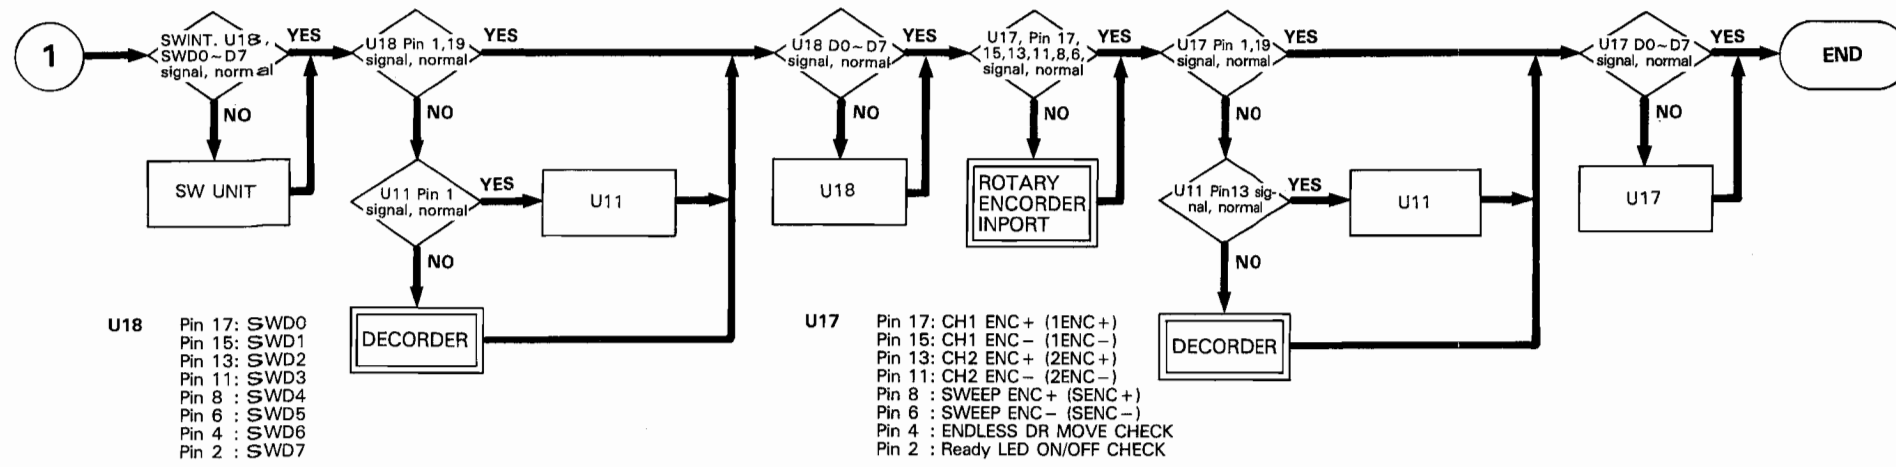 1
SWINT. U18,
SWD0~D7
signal, normal
YES
NO
SW UNIT
U18 Pin 1,19
signal, normal
YES
NO
U11 Pin 1
signal, normal
YES
U11
NO
DECORDER
U18 D0~D7
signal, normal
YES
NO
U18
U17, Pin 17,
15,13,11,8,6,
signal, normal
YES
NO
ROTARY
ENCORDER
INPORT
U17 Pin 1,19
signal, normal
YES
NO
U11 Pin13 sig-
nal, normal
YES
U11
NO
DECORDER
U17 D0~D7
signal, normal
YES
NO
U17
END
U18 Pin 17: SWD0
Pin 15: SWD1
Pin 13: SWD2
Pin 11: SWD3
Pin 8 : SWD4
Pin 6 : SWD5
Pin 4 : SWD6
Pin 2 : SWD7
U17 Pin 17: CH1 ENC+ (1ENC+)
Pin 15: CH1 ENC− (1ENC−)
Pin 13: CH2 ENC+ (2ENC+)
Pin 11: CH2 ENC− (2ENC−)
Pin 8 : SWEEP ENC+ (SENC+)
Pin 6 : SWEEP ENC− (SENC−)
Pin 4 : ENDLESS DR MOVE CHECK
Pin 2 : Ready LED ON/OFF CHECK